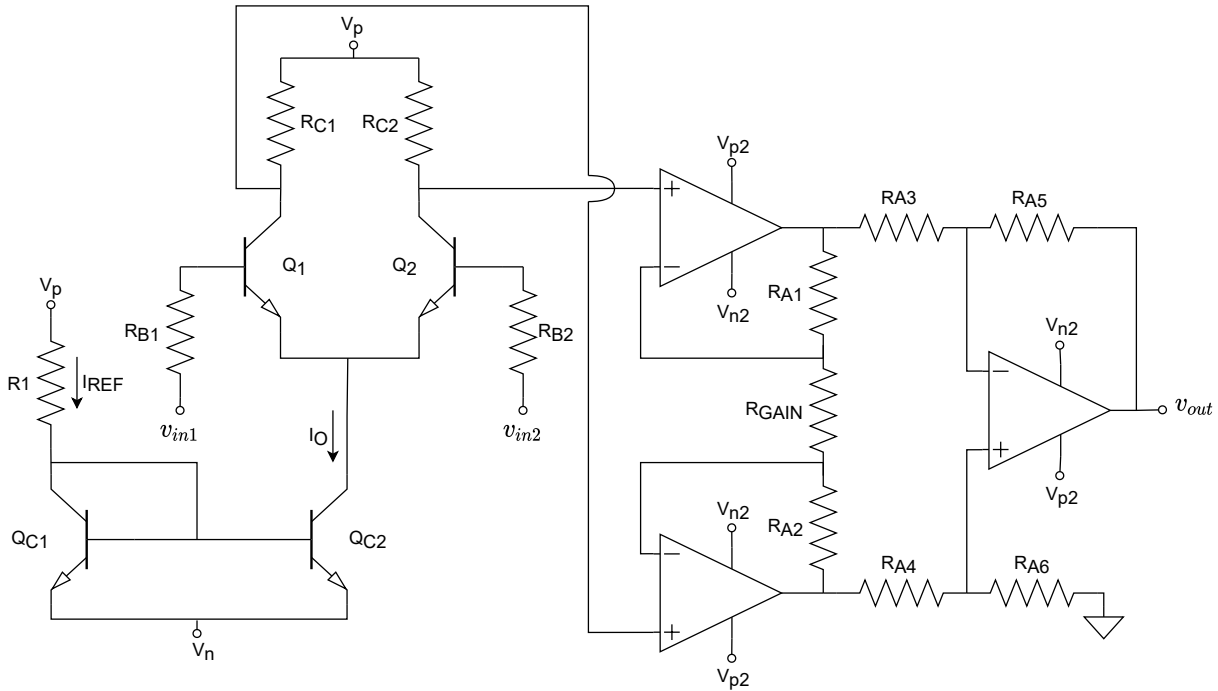 Vp
RC1
RC2
Vp2
+
−
Vn2
RA3
RA5
Q1
Q2
RA1
Vp
RB1
RB2
R1
IREF
vin1
vin2
IO
RGAIN
Vn2
−
+
Vp2
vout
QC1
QC2
Vn2
RA2
−
+
Vp2
RA4
RA6
Vn